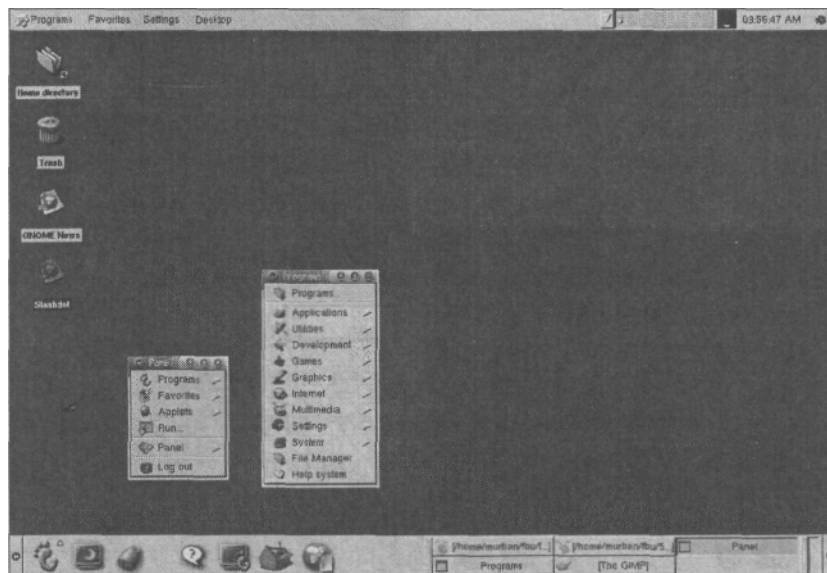 Programs Favorites Settings Desktop
03:56:47 AM
Home directory
Trash
GNOME News
Slashdot
Programs
Programs
Applications
Utilities
Development
Games
Graphics
Internet
Multimedia
Settings
System
File Manager
Help system
Panel
Programs
Favorites
Applets
Run...
Panel
Log out
Panel
Programs
[The GIMP]